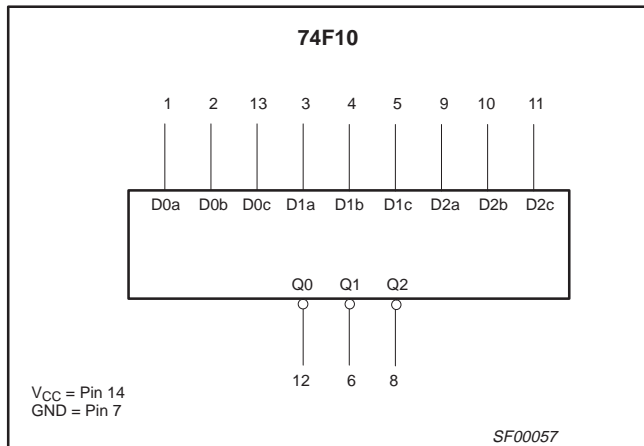 74F10
1 2 13 3 4 5 9 10 11
D0a D0b D0c D1a D1b D1c D2a D2b D2c
Q0 Q1 Q2
12 6 8
VCC = Pin 14
GND = Pin 7
SF00057